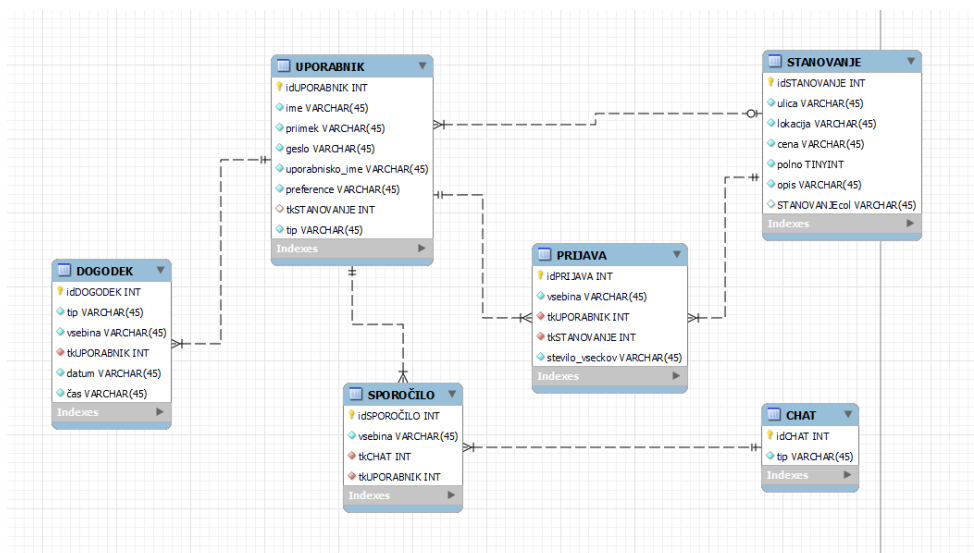 UPORABNIK
idUPORABNIK INT
ime VARCHAR(45)
priimek VARCHAR(45)
geslo VARCHAR(45)
uporabnisko_ime VARCHAR(45)
preference VARCHAR(45)
tkSTANOVANJE INT
tip VARCHAR(45)
Indexes
STANOVANJE
idSTANOVANJE INT
ulica VARCHAR(45)
lokacija VARCHAR(45)
cena VARCHAR(45)
polno TINYINT
opis VARCHAR(45)
STANOVANJEcol VARCHAR(45)
Indexes
DOGODEK
idDOGODEK INT
tip VARCHAR(45)
vsebina VARCHAR(45)
tkUPORABNIK INT
datum VARCHAR(45)
čas VARCHAR(45)
Indexes
PRIJAVA
idPRIJAVA INT
vsebina VARCHAR(45)
tkUPORABNIK INT
tkSTANOVANJE INT
stevilo_vseckov VARCHAR(45)
Indexes
SPOROČILO
idSPOROČILO INT
vsebina VARCHAR(45)
tkCHAT INT
tkUPORABNIK INT
Indexes
CHAT
idCHAT INT
tip VARCHAR(45)
Indexes